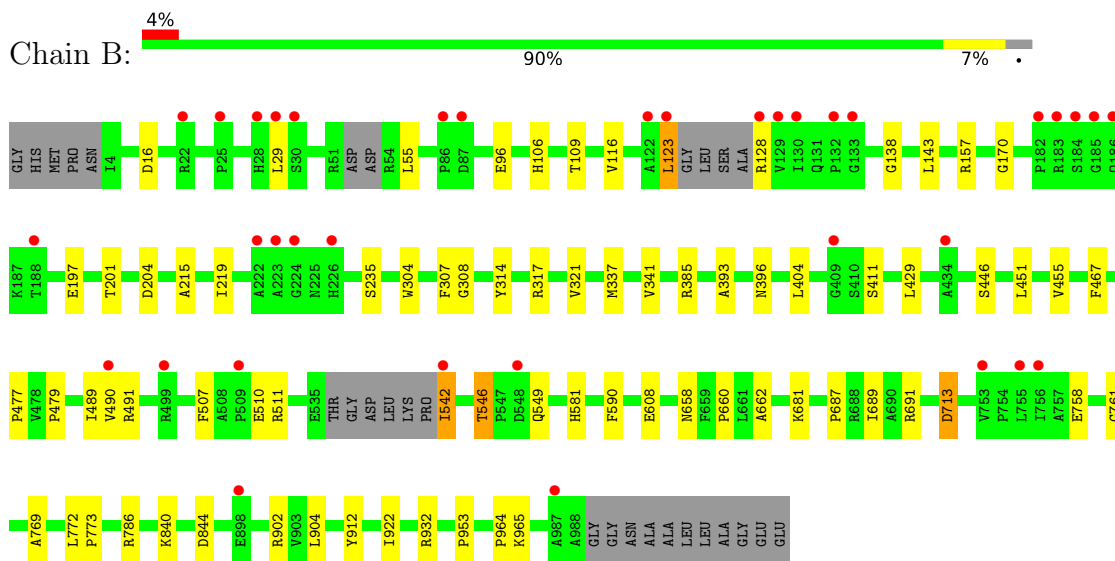 4%
Chain B:
90% 7% •
GLY HIS MET PRO ASN I4 D16 R22 P25 H28 L29 S30 R51 ASP ASP R54 L55 P86 D87 E96 H106 T109 V116 A122 L123 GLY LEU SER ALA R128 V129 I130 Q131 P132 G133 G138 L143 R157 G170 P182 R183 S184 G185
K187 T188 E197 T201 D204 A215 I219 A222 A223 G224 N225 H226 S235 W304 F307 G308 Y314 R317 V321 M337 V341 R385 A393 N396 L404 G409 S410 S411 L429 A434 S446 L451 V455 F467
P477 V478 P479 I489 V490 R491 R499 F507 A508 P509 E510 R511 E535 THR GLY ASP LEU LYS PRO I542 T546 P547 D548 Q549 H581 F590 E608 N658 F659 P660 L661 A662 K681 P687 R688 I689 A690 R691 D713 V753 P754 L755 I756 A757 E758
A769 L772 P773 R786 K840 D844 E898 R902 V903 L904 Y912 I922 R932 P953 P964 K965 A987 A988 GLY GLY ASN ALA ALA LEU LEU ALA GLY GLU GLU